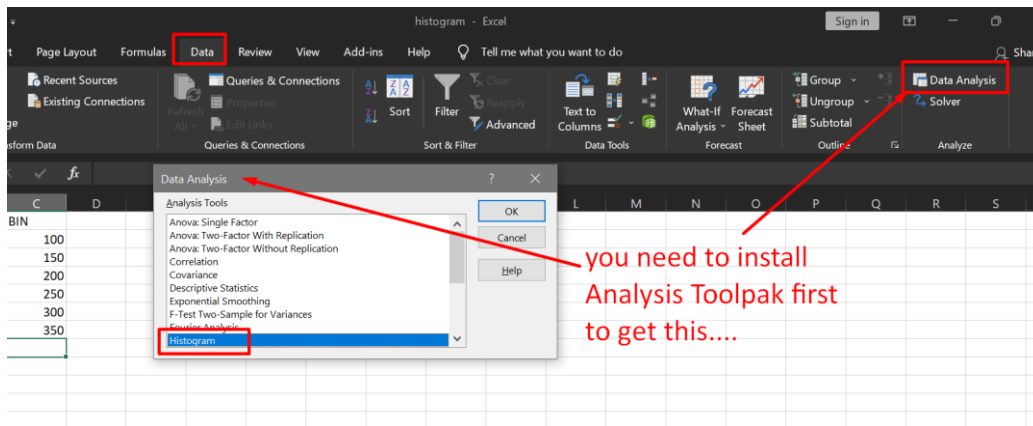 histogram - Excel
Sign in
Page Layout Formulas Data Review View Add-ins Help Tell me what you want to do
Recent Sources
Existing Connections
Refresh
All
Queries & Connections
Properties
Edit Links
Queries & Connections
Sort
Filter
Clear
Reapply
Advanced
Sort & Filter
Text to
Columns
Data Tools
What-If
Analysis
Forecast
Sheet
Forecast
Group
Ungroup
Subtotal
Outline
Data Analysis
Solver
Analyze
fx
C D L M N O P Q R S
BIN
100
150
200
250
300
350
Data Analysis ?
Analysis Tools
Anova: Single Factor
Anova: Two-Factor With Replication
Anova: Two-Factor Without Replication
Correlation
Covariance
Descriptive Statistics
Exponential Smoothing
F-Test Two-Sample for Variances
Fourier Analysis
Histogram
OK
Cancel
Help
you need to install
Analysis Toolpak first
to get this....